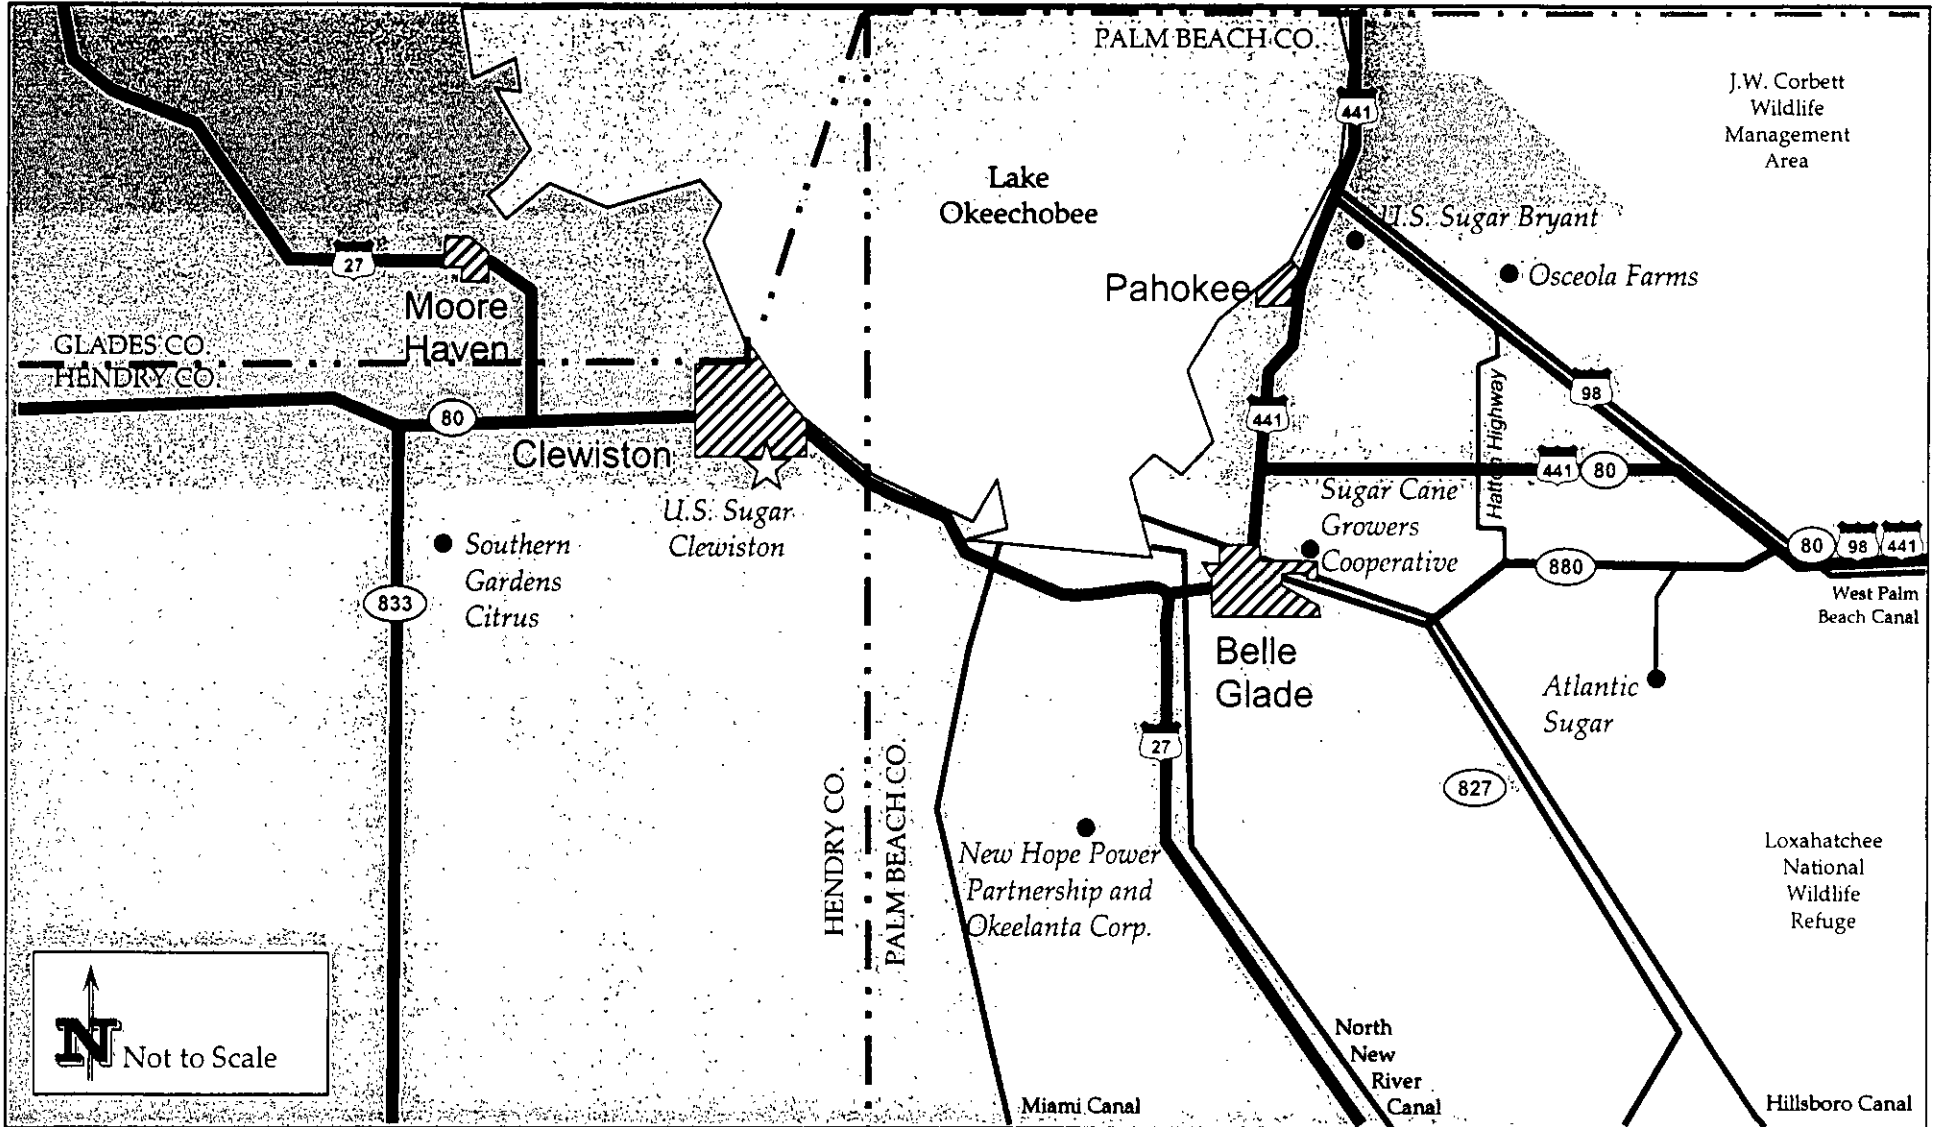 PALM BEACH CO.
J.W. Corbett
Wildlife
Management
Area
441
Lake
Okeechobee
U.S. Sugar Bryant
Osceola Farms
27
Moore
Haven
Pahokee
GLADES CO.
HENDRY CO.
80
Clewiston
441
98
Hatton Highway
441
80
U.S. Sugar
Clewiston
Sugar Cane
Growers
Cooperative
Southern
Gardens
Citrus
833
80
98
441
880
West Palm
Beach Canal
Belle
Glade
Atlantic
Sugar
27
827
HENDRY CO.
PALM BEACH CO.
New Hope Power
Partnership and
Okeelanta Corp.
Loxahatchee
National
Wildlife
Refuge
N
Not to Scale
North
New
River
Canal
Miami Canal
Hillsboro Canal